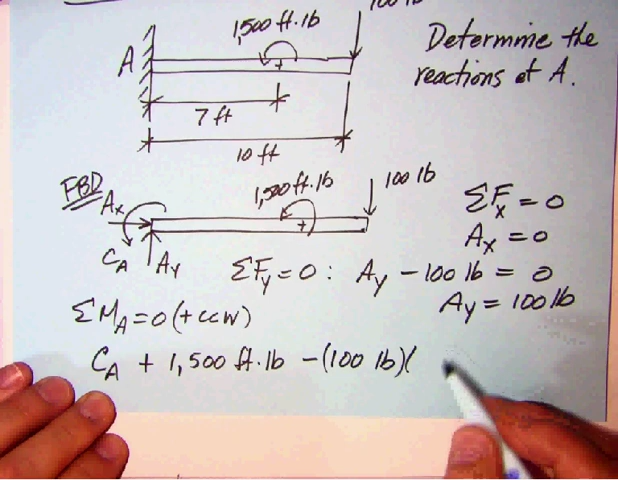 100 lb
1,500 ft·lb
Determine the
reactions at A.
A
7 ft
10 ft
FBD
Ax
1,500 ft·lb
100 lb
ΣFx = 0
Ax = 0
CA
Ay
ΣFy = 0 : Ay - 100 lb = 0
Ay = 100 lb
ΣMA = 0 (+ccw)
CA + 1,500 ft·lb - (100 lb)(